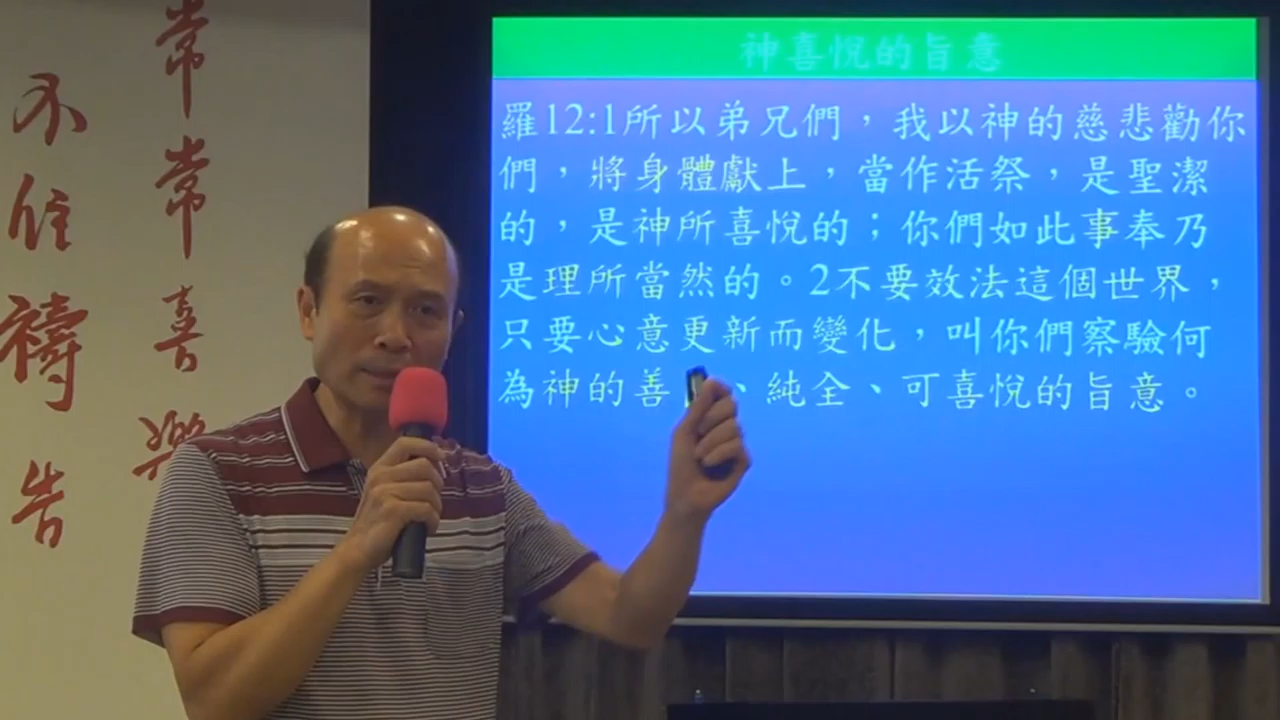 常常喜樂
不住禱告
神喜悅的旨意
羅12:1所以弟兄們，我以神的慈悲勸你
們，將身體獻上，當作活祭，是聖潔
的，是神所喜悅的；你們如此事奉乃
是理所當然的。2不要效法這個世界，
只要心意更新而變化，叫你們察驗何
為神的善、純全、可喜悅的旨意。